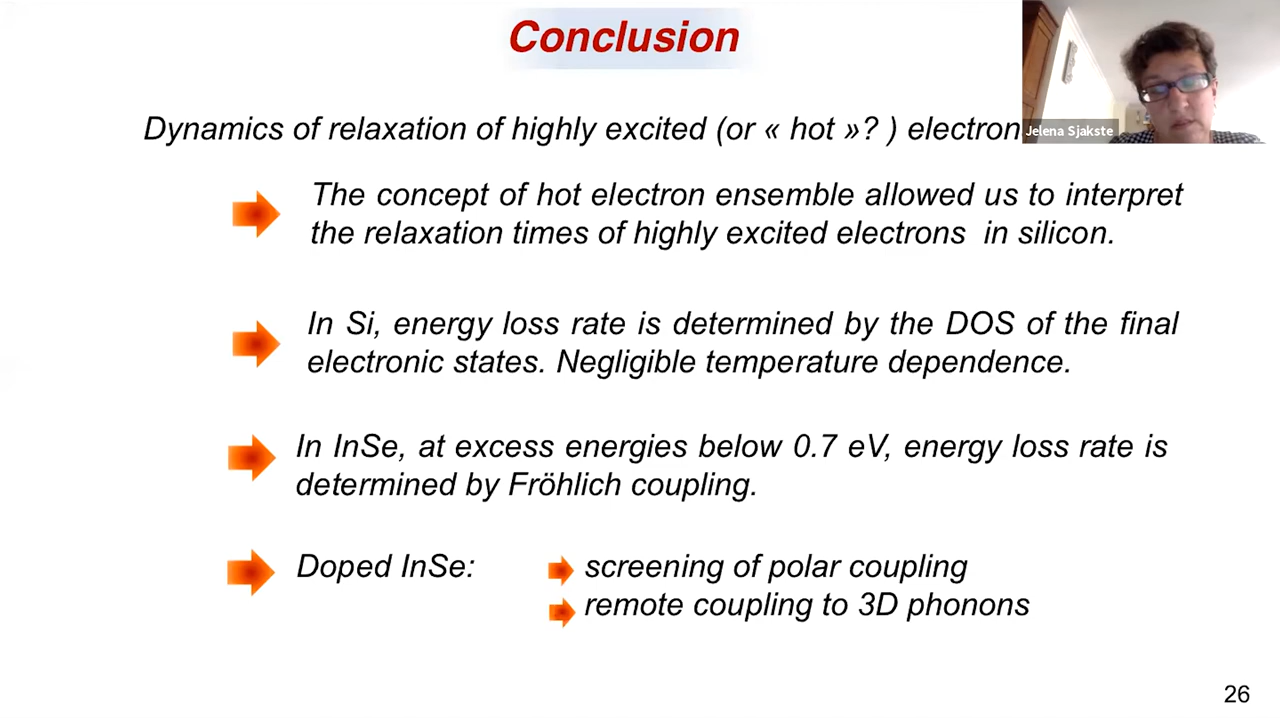 Conclusion
Dynamics of relaxation of highly excited (or « hot »? ) electron
Jelena Sjakste
The concept of hot electron ensemble allowed us to interpret
the relaxation times of highly excited electrons in silicon.
In Si, energy loss rate is determined by the DOS of the final
electronic states. Negligible temperature dependence.
In InSe, at excess energies below 0.7 eV, energy loss rate is
determined by Fröhlich coupling.
Doped InSe: screening of polar coupling
remote coupling to 3D phonons
26